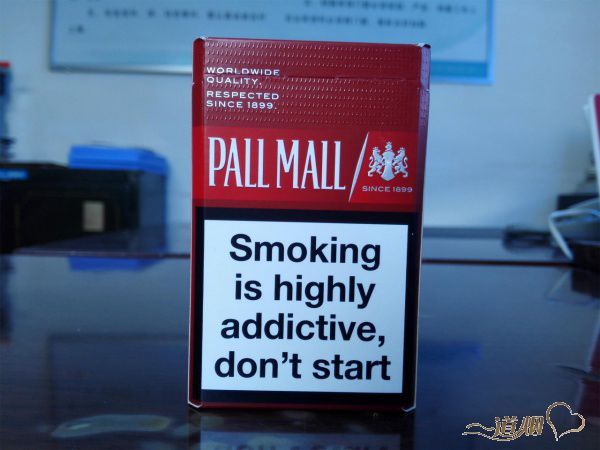 WORLDWIDE
QUALITY.
RESPECTED
SINCE 1899.
PALL MALL
SINCE 1899
Smoking
is highly
addictive,
don't start
一道烟